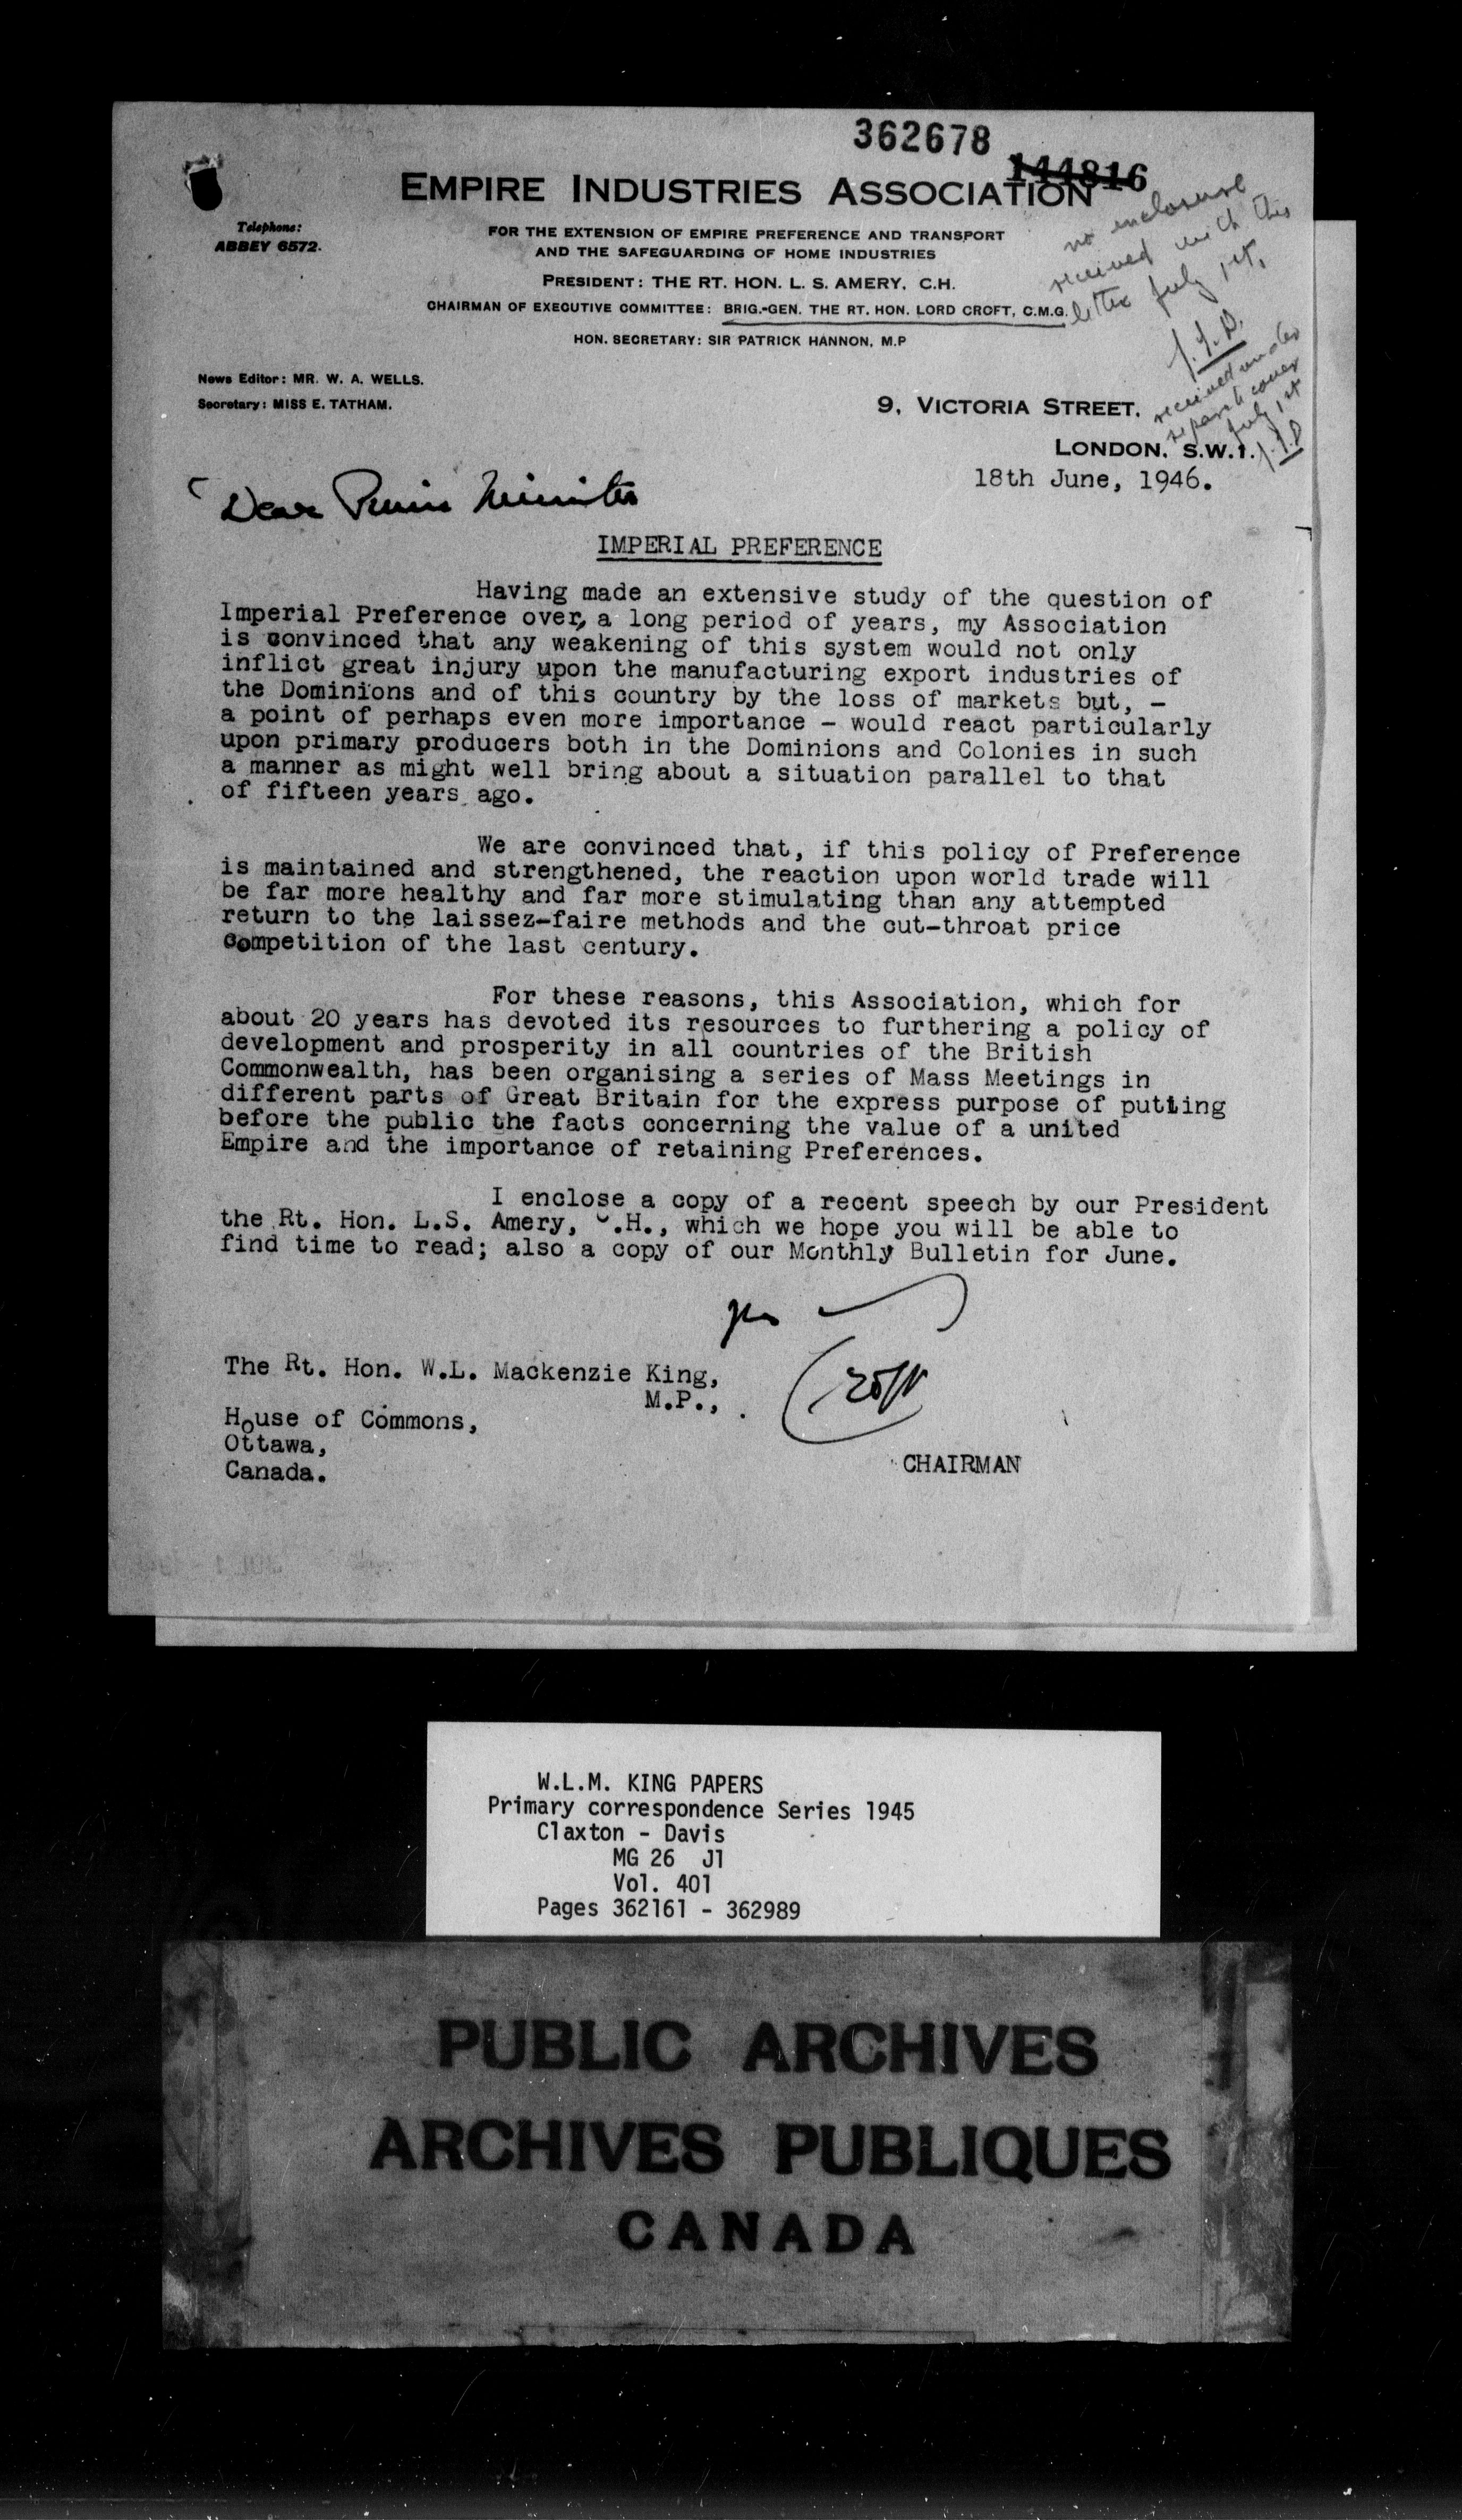 362678
144816
EMPIRE INDUSTRIES ASSOCIATION
no enclosure
received with this
letter July 1st.
J.F.D.
received under
separate cover
July 1st
J.F.D
Telephone:
ABBEY 6572.
FOR THE EXTENSION OF EMPIRE PREFERENCE AND TRANSPORT
AND THE SAFEGUARDING OF HOME INDUSTRIES
PRESIDENT: THE RT. HON. L. S. AMERY, C.H.
CHAIRMAN OF EXECUTIVE COMMITTEE: BRIG.-GEN. THE RT. HON. LORD CROFT, C.M.G.
HON. SECRETARY: SIR PATRICK HANNON, M.P
News Editor: MR. W. A. WELLS.
Secretary: MISS E. TATHAM.
9, VICTORIA STREET,
LONDON, S.W.1.
18th June, 1946.
Dear Prime Minister
IMPERIAL PREFERENCE
Having made an extensive study of the question of
Imperial Preference over, a long period of years, my Association
is convinced that any weakening of this system would not only
inflict great injury upon the manufacturing export industries of
the Dominions and of this country by the loss of markets but, -
a point of perhaps even more importance - would react particularly
upon primary producers both in the Dominions and Colonies in such
a manner as might well bring about a situation parallel to that
of fifteen years ago.
We are convinced that, if this policy of Preference
is maintained and strengthened, the reaction upon world trade will
be far more healthy and far more stimulating than any attempted
return to the laissez-faire methods and the cut-throat price
competition of the last century.
For these reasons, this Association, which for
about 20 years has devoted its resources to furthering a policy of
development and prosperity in all countries of the British
Commonwealth, has been organising a series of Mass Meetings in
different parts of Great Britain for the express purpose of putting
before the public the facts concerning the value of a united
Empire and the importance of retaining Preferences.
I enclose a copy of a recent speech by our President
the Rt. Hon. L.S. Amery, C.H., which we hope you will be able to
find time to read; also a copy of our Monthly Bulletin for June.
Croft
CHAIRMAN
The Rt. Hon. W.L. Mackenzie King,
M.P.,
House of Commons,
Ottawa,
Canada.
W.L.M. KING PAPERS
Primary correspondence Series 1945
Claxton - Davis
MG 26 J1
Vol. 401
Pages 362161 - 362989
PUBLIC ARCHIVES
ARCHIVES PUBLIQUES
CANADA